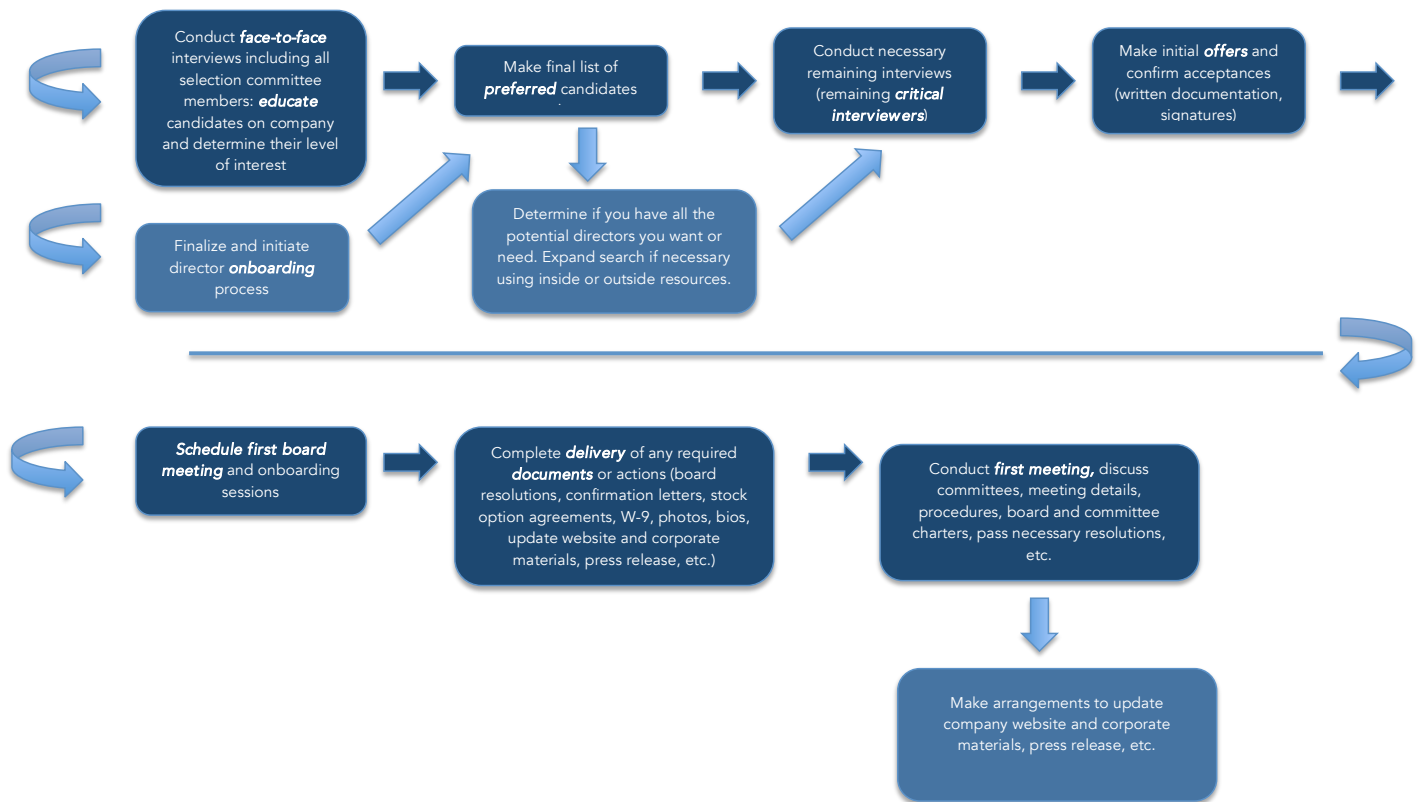 Conduct face-to-face
interviews including all
selection committee
members: educate
candidates on company
and determine their level
of interest
Make final list of
preferred candidates
Conduct necessary
remaining interviews
(remaining critical
interviewers)
Make initial offers and
confirm acceptances
(written documentation,
signatures)
Finalize and initiate
director onboarding
process
Determine if you have all the
potential directors you want or
need. Expand search if necessary
using inside or outside resources.
Schedule first board
meeting and onboarding
sessions
Complete delivery of any required
documents or actions (board
resolutions, confirmation letters, stock
option agreements, W-9, photos, bios,
update website and corporate
materials, press release, etc.)
Conduct first meeting, discuss
committees, meeting details,
procedures, board and committee
charters, pass necessary resolutions,
etc.
Make arrangements to update
company website and corporate
materials, press release, etc.